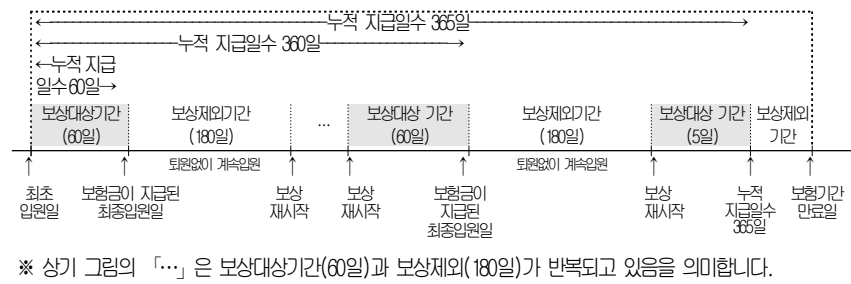 누적 지급일수 365일
누적 지급일수 360일
누적 지급
일수 60일
보상대상기간
(60일)
보상제외기간
(180일)
...
보상대상 기간
(60일)
보상제외기간
(180일)
보상대상 기간
(5일)
보상제외
기간
퇴원없이 계속입원
퇴원없이 계속입원
최초
입원일
보험금이 지급된
최종입원일
보상
재시작
보상
재시작
보험금이
지급된
최종입원일
보상
재시작
누적
지급일수
365일
보험기간
만료일
※ 상기 그림의 「…」은 보상대상기간(60일)과 보상제외(180일)가 반복되고 있음을 의미합니다.